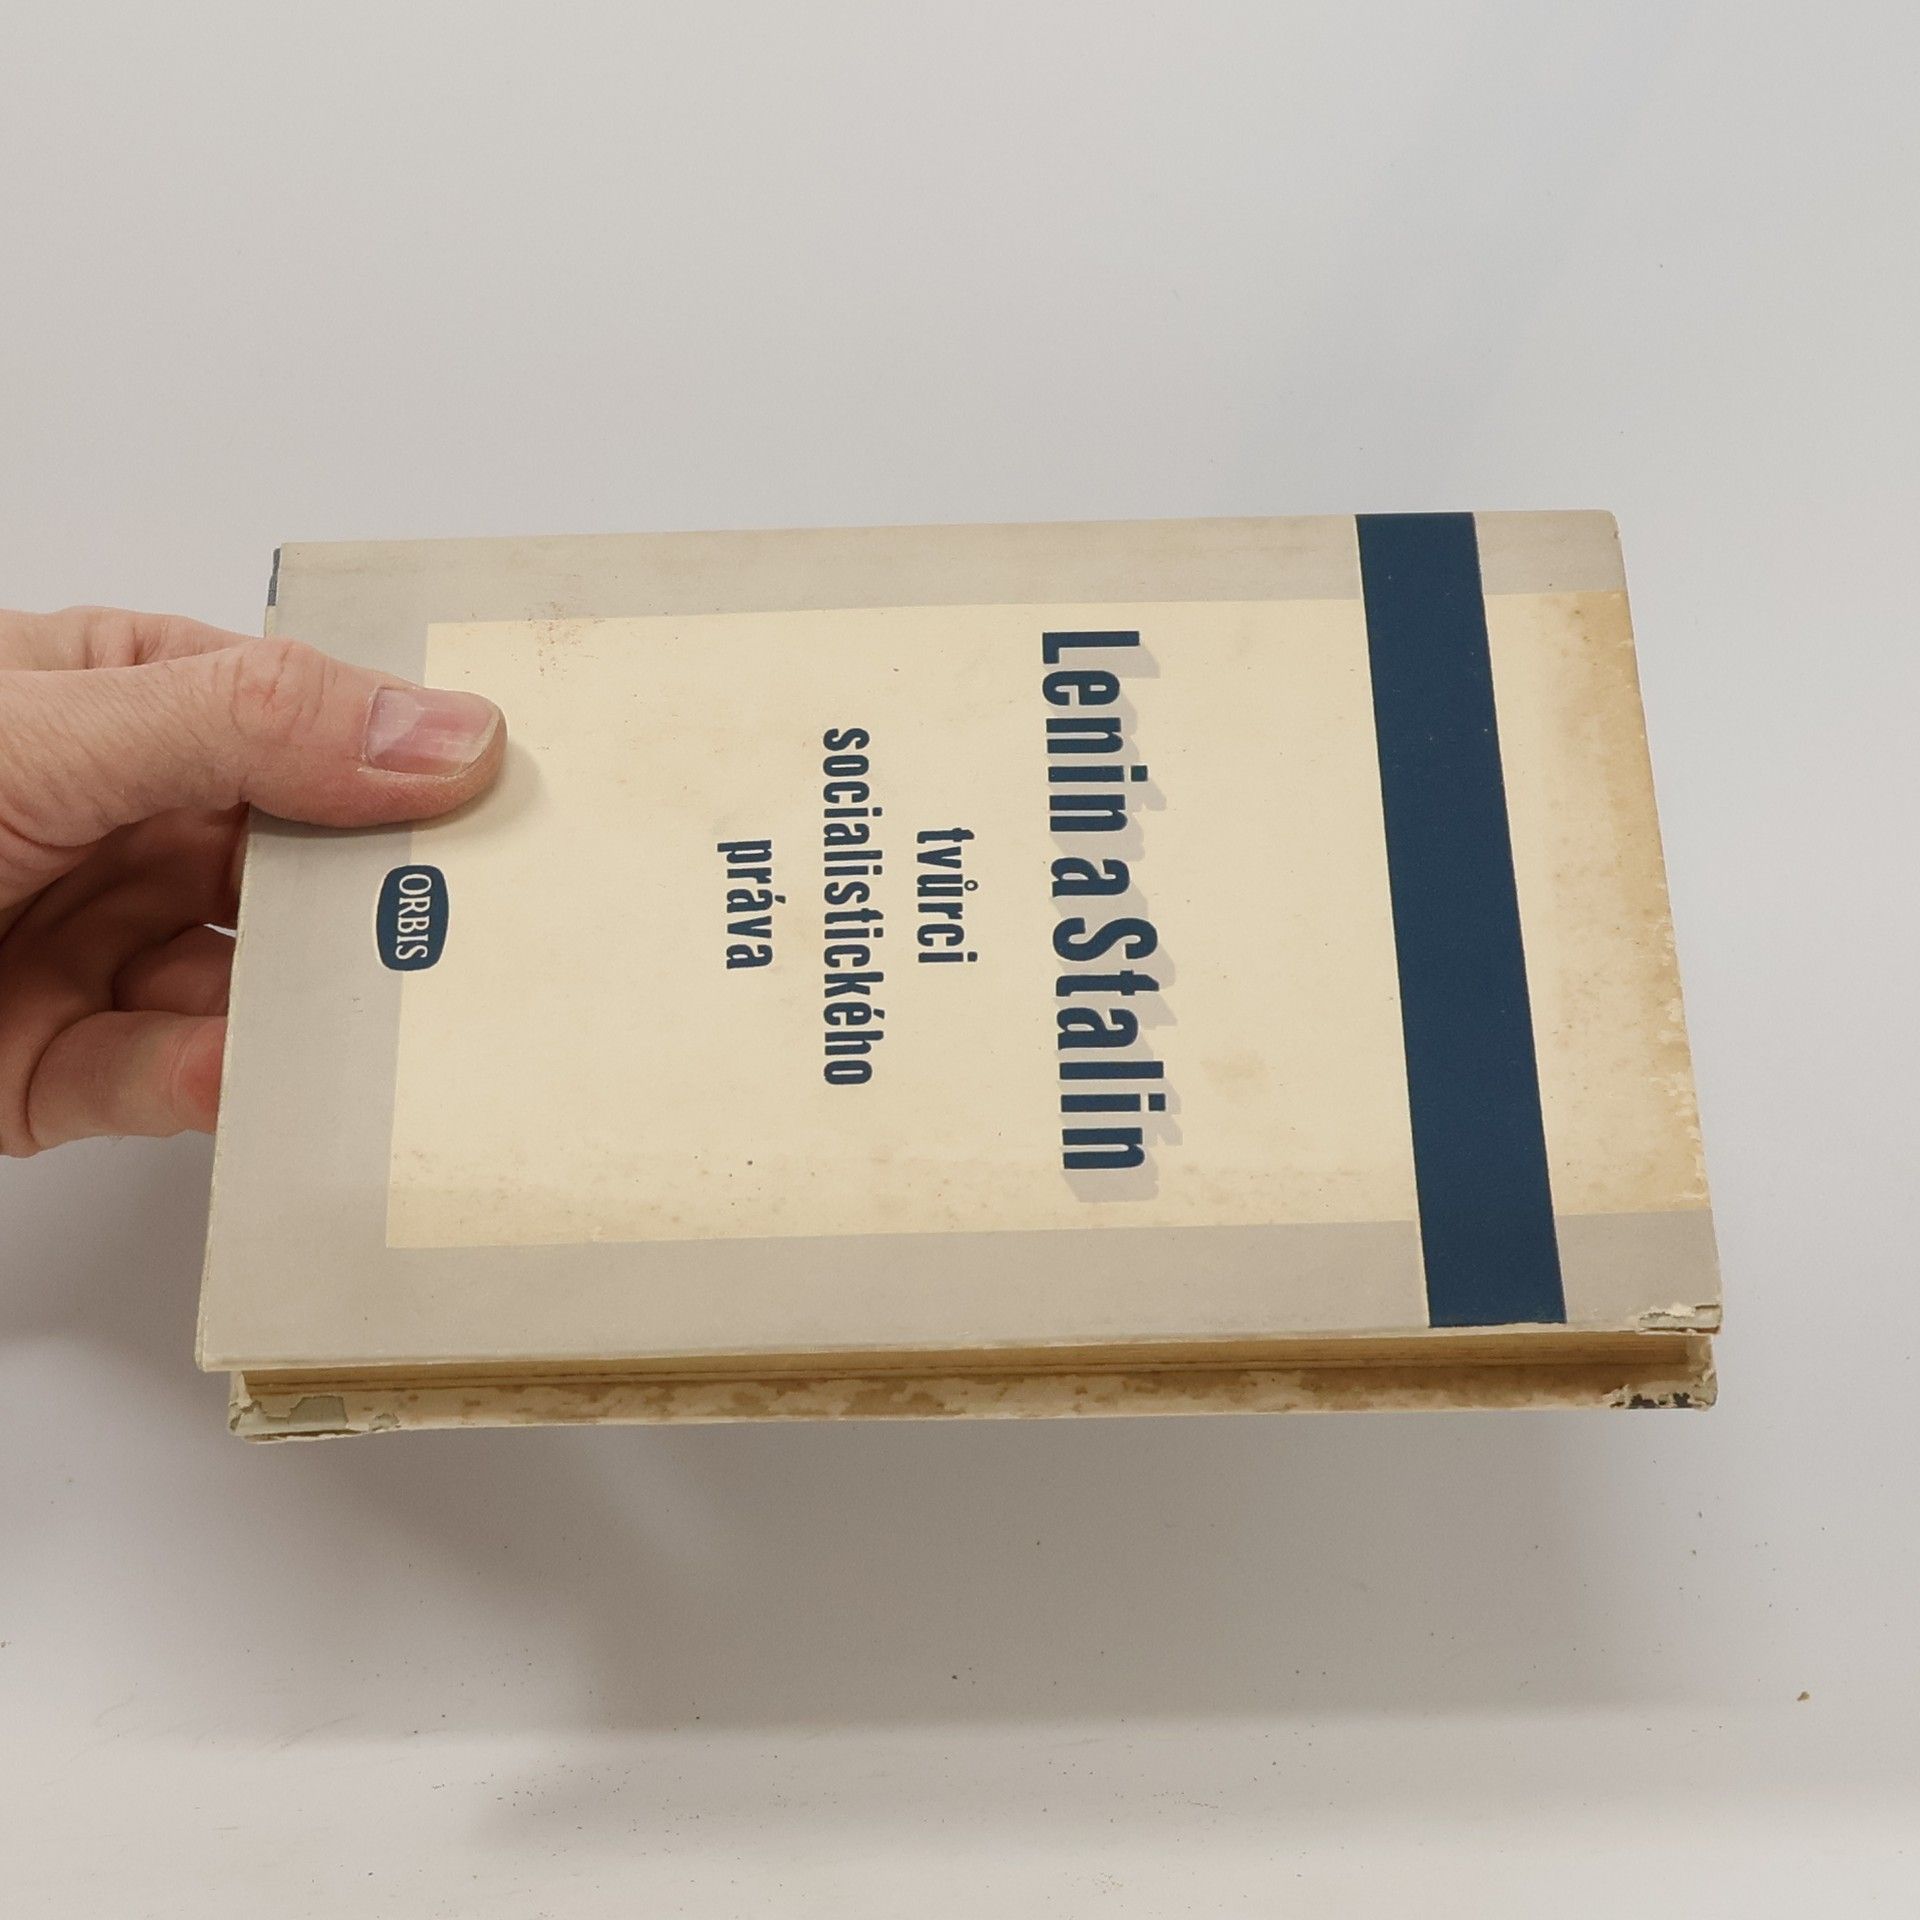 Lenin a Stalin
tvůrci
socialistického
práva
ORBIS